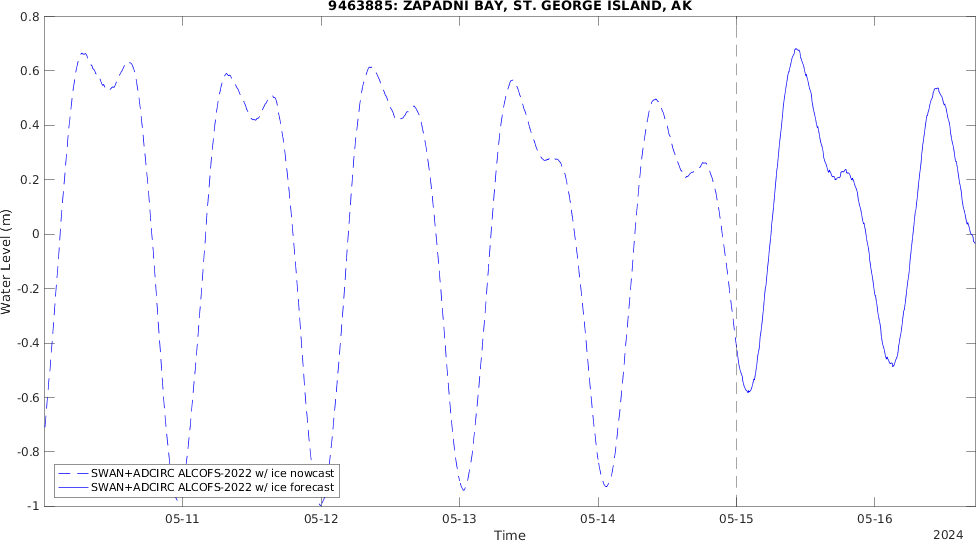 9463885: ZAPADNI BAY, ST. GEORGE ISLAND, AK
0.8
0.6
0.4
0.2
0
-0.2
-0.4
-0.6
-0.8
-1
Water Level (m)
SWAN+ADCIRC ALCOFS-2022 w/ ice nowcast
SWAN+ADCIRC ALCOFS-2022 w/ ice forecast
05-11 05-12 05-13 05-14 05-15 05-16
Time
2024